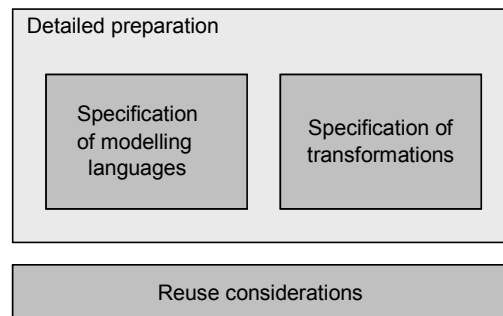 Detailed preparation
Specification
of modelling
languages
Specification of
transformations
Reuse considerations